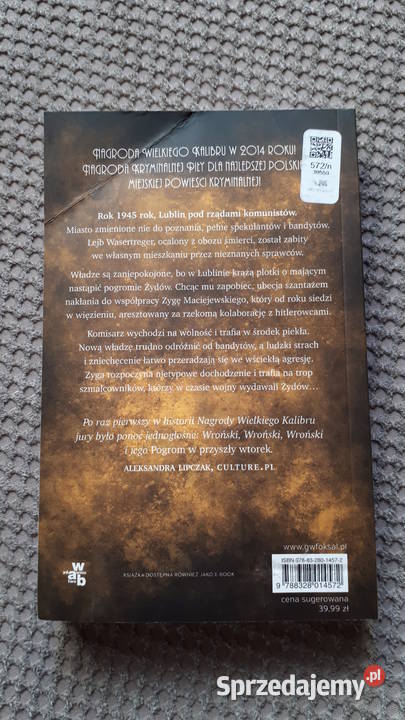 NAGRODA WIELKIEGO KALIBRU W 2014 ROKU!
NAGRODA KRYMINALNEJ PIŁY DLA NAJLEPSZEJ POLSKIEJ
MIEJSKIEJ POWIEŚCI KRYMINALNEJ!
572/n
39550
Rok 1945 rok, Lublin pod rządami komunistów.
Miasto zmienione nie do poznania, pełne spekulantów i bandytów.
Lejb Wasertreger, ocalony z obozu śmierci, został zabity
we własnym mieszkaniu przez nieznanych sprawców.
Władze są zaniepokojone, bo w Lublinie krążą plotki o mającym
nastąpić pogromie Żydów. Chcąc mu zapobiec, ubecja szantażem
nakłania do współpracy Zygę Maciejewskiego, który od roku siedzi
w więzieniu, aresztowany za rzekomą kolaborację z hitlerowcami.
Komisarz wychodzi na wolność i trafia w środek piekła.
Nową władzę trudno odróżnić od bandytów, a ludzki strach
i zniechęcenie łatwo przeradzają się we wściekłą agresję.
Zyga rozpoczyna nietypowe dochodzenie i trafia na trop
szmalcowników, którzy w czasie wojny wydawali Żydów...
Po raz pierwszy w historii Nagrody Wielkiego Kalibru
jury było ponoć jednogłośne: Wroński, Wroński, Wroński
i jego Pogrom w przyszły wtorek.
ALEKSANDRA LIPCZAK, CULTURE.PL
www.gwfoksal.pl
ISBN 978-83-280-1457-2
9 788328 014572
cena sugerowana
39,99 zł
w
a b
KSIĄŻKA DOSTĘPNA RÓWNIEŻ JAKO E-BOOK
Sprzedajemy.pl